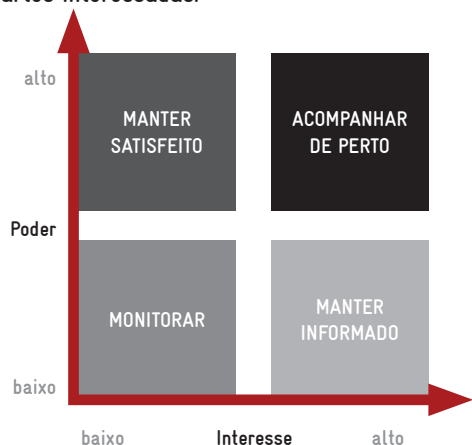 alto
MANTER
SATISFEITO
ACOMPANHAR
DE PERTO
Poder
MONITORAR
MANTER
INFORMADO
baixo
baixo
Interesse
alto